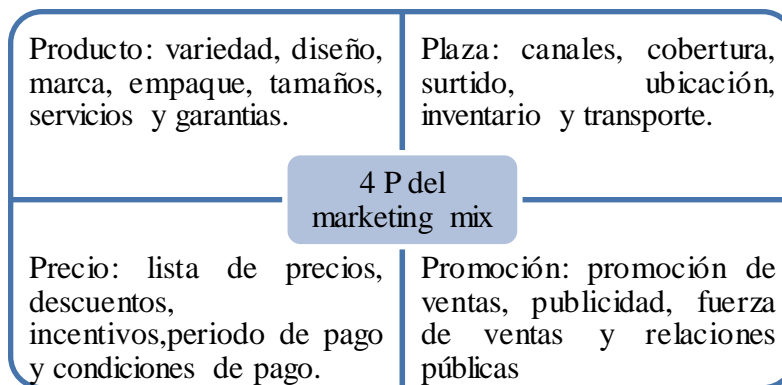 Producto: variedad, diseño,
marca, empaque, tamaños,
servicios y garantias.
Plaza: canales, cobertura,
surtido, ubicación,
inventario y transporte.
4 P del
marketing mix
Precio: lista de precios,
descuentos,
incentivos,periodo de pago
y condiciones de pago.
Promoción: promoción de
ventas, publicidad, fuerza
de ventas y relaciones
públicas